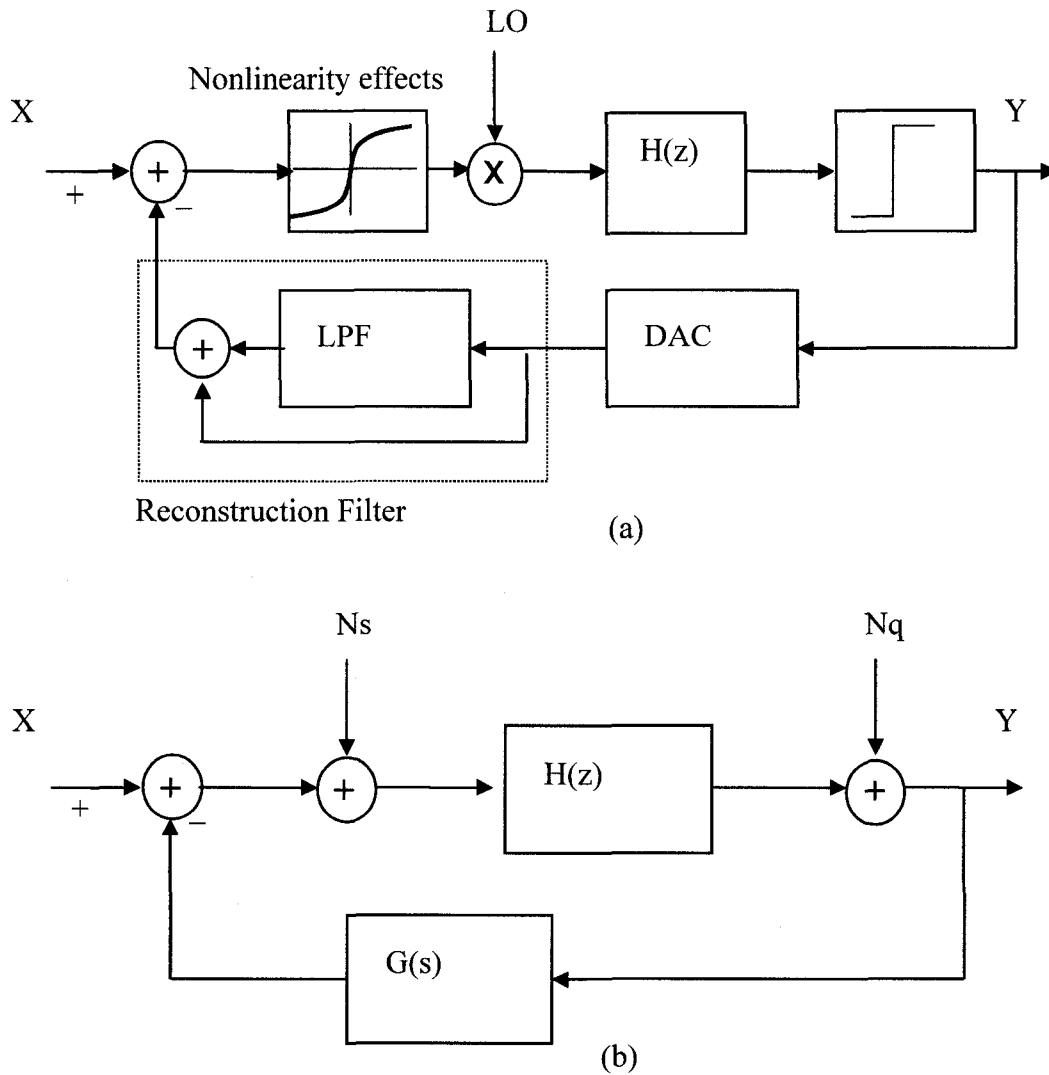 LO
Nonlinearity effects
X
Y
+
−
+
X
H(z)
+
LPF
DAC
Reconstruction Filter
(a)
Ns
Nq
X
Y
+
−
+
+
H(z)
+
G(s)
(b)